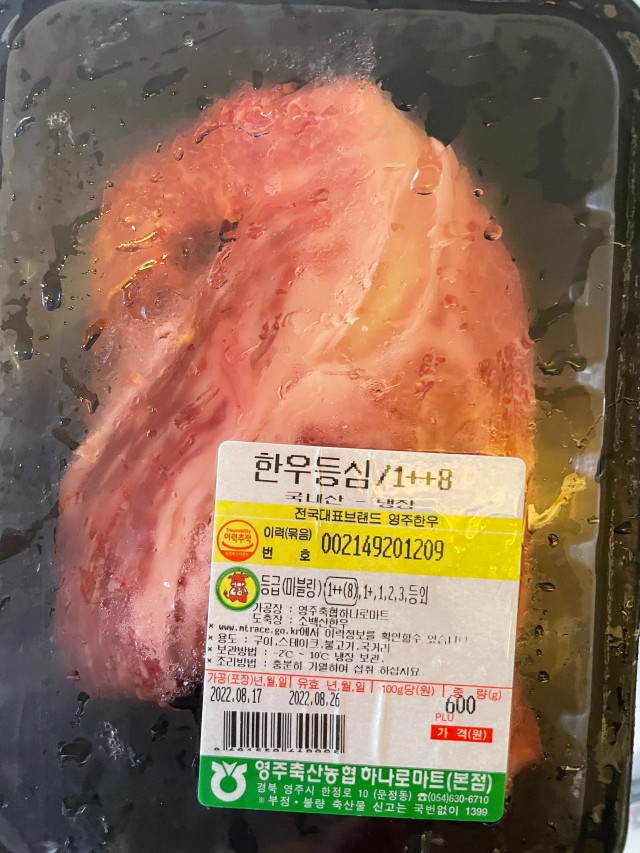 한우등심/1++8
국내산 - 냉장
전국대표브랜드 영주한우
이력추적
이력(묶음)
번 호 002149201209
등급(마블링) 1++(8),1+,1,2,3,등외
가공장 : 영주축협하나로마트
도축장 : 소백산한우
* www.mtrace.go.kr에서 이력정보를 확인할수 있습니다
* 용도 : 구이,스테이크,불고기,국거리
* 보관방법 : -2℃ ~ 10℃ 냉장 보관.
* 조리방법 : 충분히 가열하여 섭취 하십시요.
가공(포장)년,월,일 유효 년,월,일 100g당(원) 중 량(g)
2022.08.17 2022.08.26 600
PLU
가 격(원)
영주축산농협 하나로마트(본점)
경북 영주시 한정로 10 (문정동) ☎(054)630-6710
※부정·불량 축산물 신고는 국번없이 1399